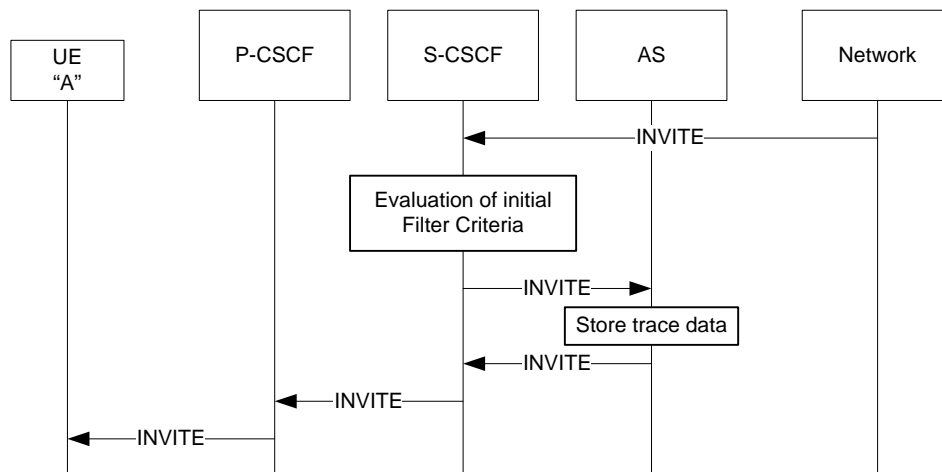 UE
“A”
P-CSCF
S-CSCF
AS
Network
INVITE
Evaluation of initial
Filter Criteria
INVITE
Store trace data
INVITE
INVITE
INVITE